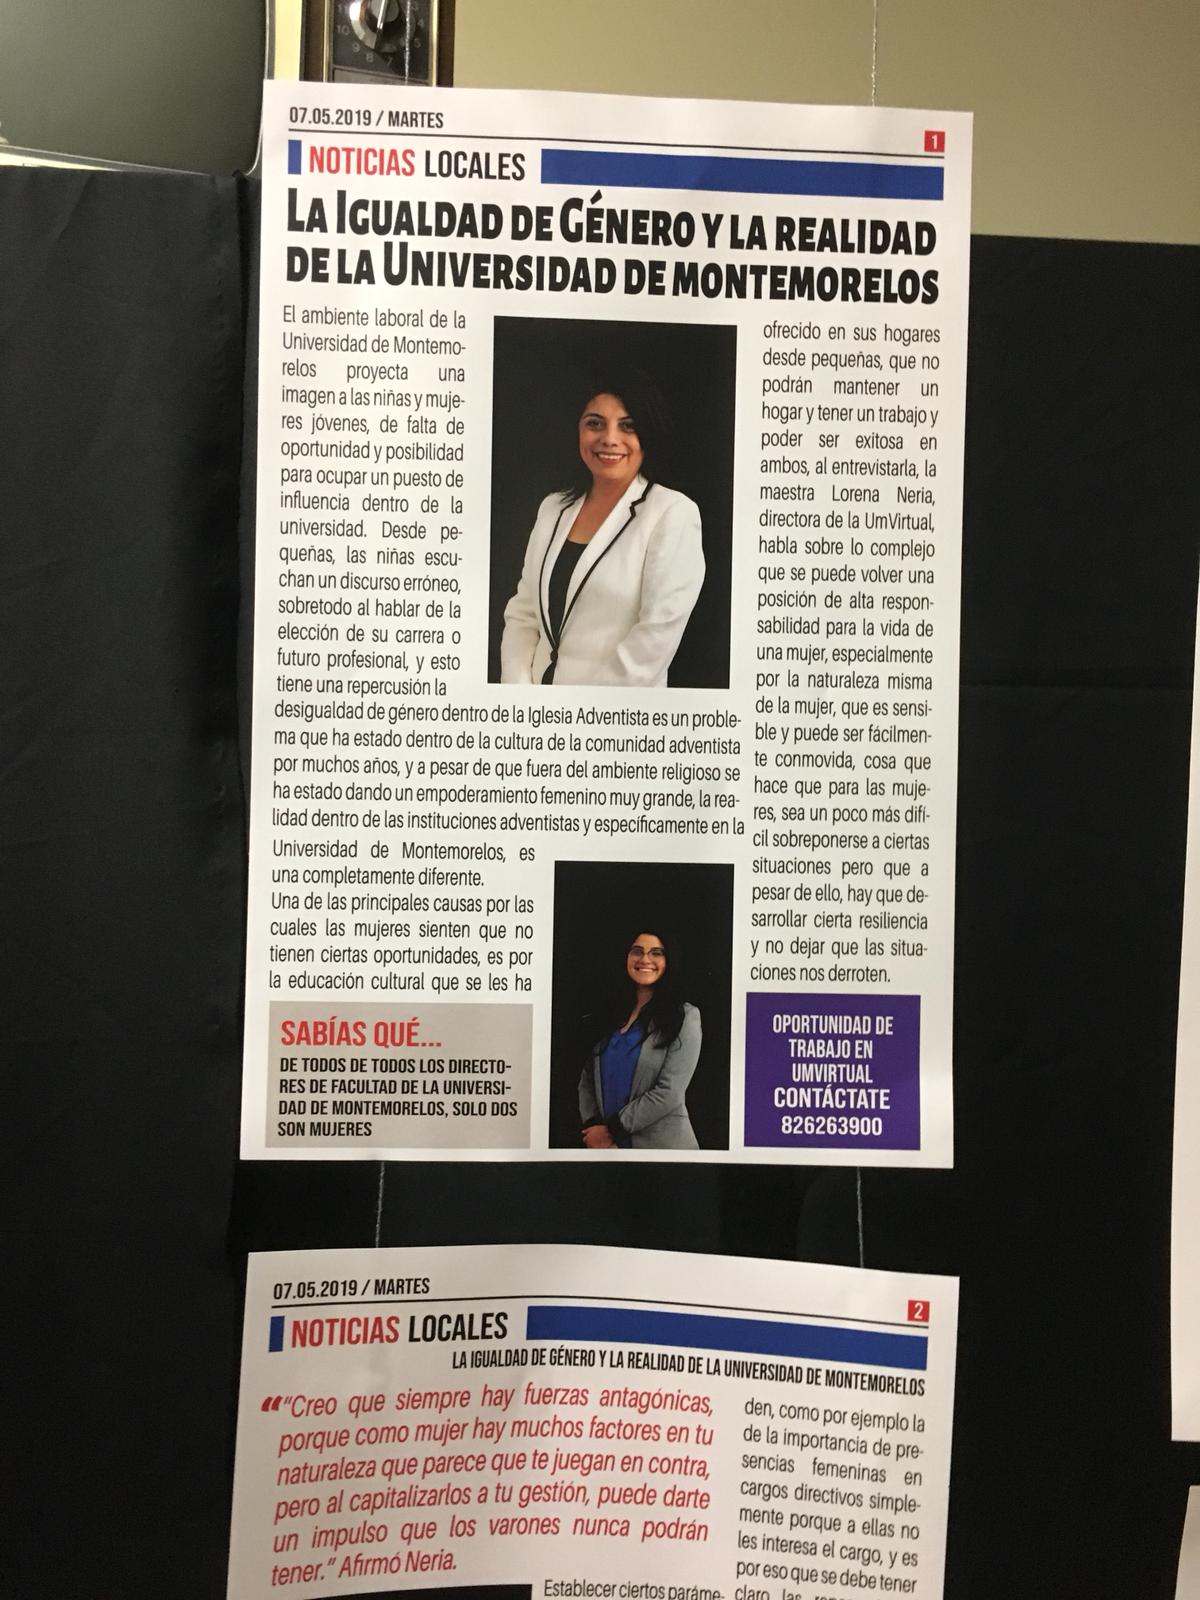 07.05.2019 / MARTES
1
NOTICIAS LOCALES
LA IGUALDAD DE GÉNERO Y LA REALIDAD
DE LA UNIVERSIDAD DE MONTEMORELOS
El ambiente laboral de la
Universidad de Montemo-
relos proyecta una
imagen a las niñas y muje-
res jóvenes, de falta de
oportunidad y posibilidad
para ocupar un puesto de
influencia dentro de la
universidad. Desde pe-
queñas, las niñas escu-
chan un discurso erróneo,
sobretodo al hablar de la
elección de su carrera o
futuro profesional, y esto
tiene una repercusión la
desigualdad de género dentro de la Iglesia Adventista es un proble-
ma que ha estado dentro de la cultura de la comunidad adventista
por muchos años, y a pesar de que fuera del ambiente religioso se
ha estado dando un empoderamiento femenino muy grande, la rea-
lidad dentro de las instituciones adventistas y específicamente en la
Universidad de Montemorelos, es
una completamente diferente.
Una de las principales causas por las
cuales las mujeres sienten que no
tienen ciertas oportunidades, es por
la educación cultural que se les ha
ofrecido en sus hogares
desde pequeñas, que no
podrán mantener un
hogar y tener un trabajo y
poder ser exitosa en
ambos, al entrevistarla, la
maestra Lorena Neria,
directora de la UmVirtual,
habla sobre lo complejo
que se puede volver una
posición de alta respon-
sabilidad para la vida de
una mujer, especialmente
por la naturaleza misma
de la mujer, que es sensi-
ble y puede ser fácilmen-
te conmovida, cosa que
hace que para las muje-
res, sea un poco más difí-
cil sobreponerse a ciertas
situaciones pero que a
pesar de ello, hay que de-
sarrollar cierta resiliencia
y no dejar que las situa-
ciones nos derroten.
SABÍAS QUÉ...
DE TODOS DE TODOS LOS DIRECTO-
RES DE FACULTAD DE LA UNIVERSI-
DAD DE MONTEMORELOS, SOLO DOS
SON MUJERES
OPORTUNIDAD DE
TRABAJO EN
UMVIRTUAL
CONTÁCTATE
826263900
07.05.2019 / MARTES
2
NOTICIAS LOCALES
LA IGUALDAD DE GÉNERO Y LA REALIDAD DE LA UNIVERSIDAD DE MONTEMORELOS
““Creo que siempre hay fuerzas antagónicas,
porque como mujer hay muchos factores en tu
naturaleza que parece que te juegan en contra,
pero al capitalizarlos a tu gestión, puede darte
un impulso que los varones nunca podrán
tener.” Afirmó Neria.
Establecer ciertos paráme-
den, como por ejemplo la
de la importancia de pre-
sencias femeninas en
cargos directivos simple-
mente porque a ellas no
les interesa el cargo, y es
por eso que se debe tener
claro las